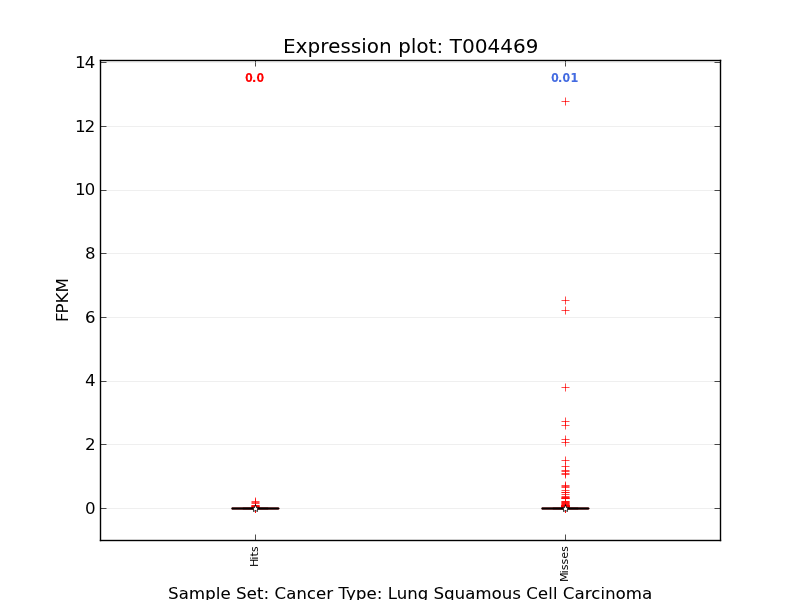 Expression plot: T004469
14
0.0
0.01
12
10
8
FPKM
6
4
2
0
Hits
Misses
Sample Set: Cancer Type: Lung Squamous Cell Carcinoma